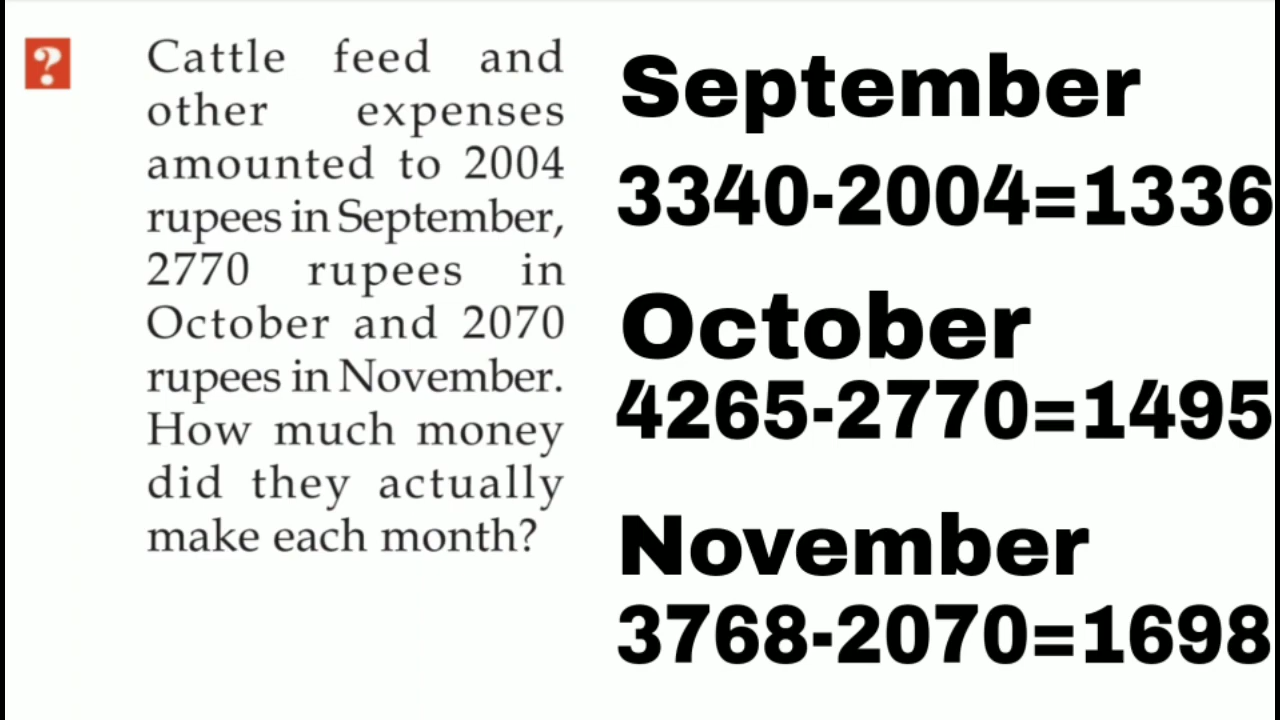 ?
Cattle feed and
other expenses
amounted to 2004
rupees in September,
2770 rupees in
October and 2070
rupees in November.
How much money
did they actually
make each month?
September
3340-2004=1336
October
4265-2770=1495
November
3768-2070=1698